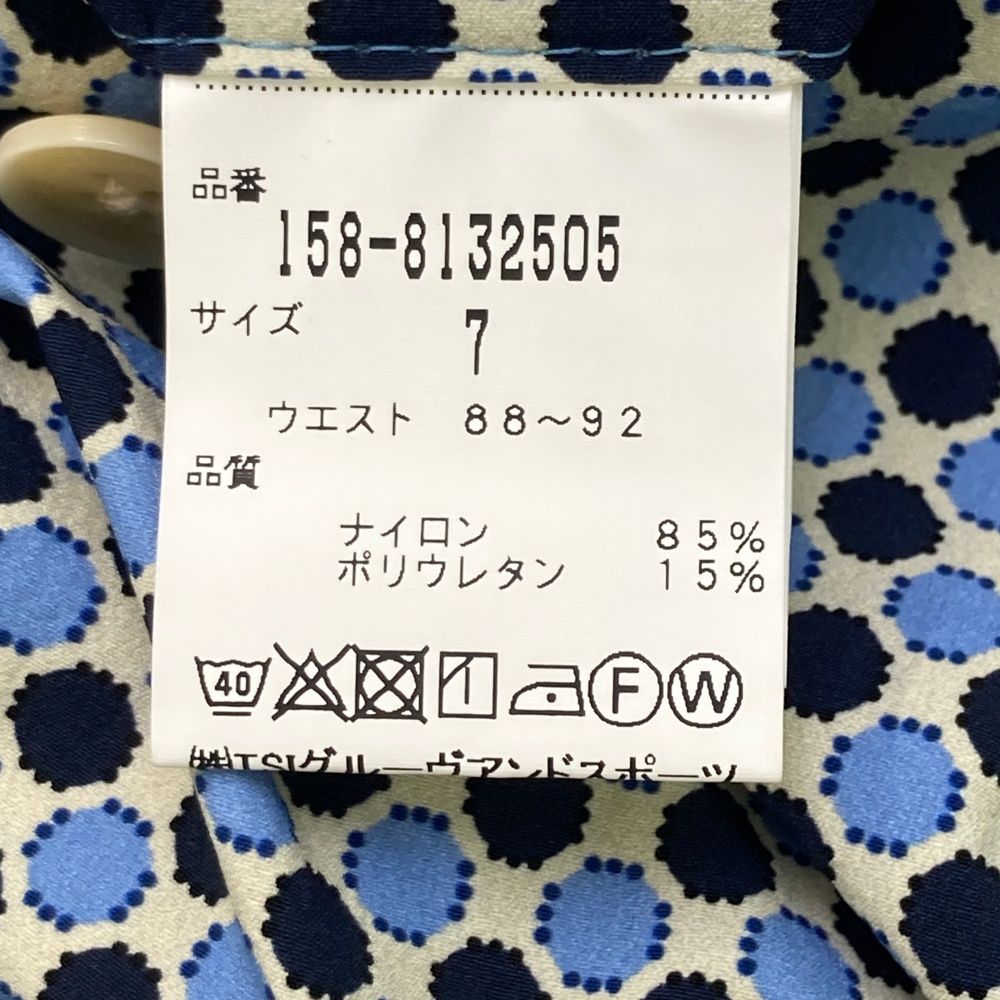 品番
158-8132505
サイズ
7
ウエスト 88～92
品質
ナイロン 85%
ポリウレタン 15%
40
F W
㈱TSIグルーヴアンドスポーツ